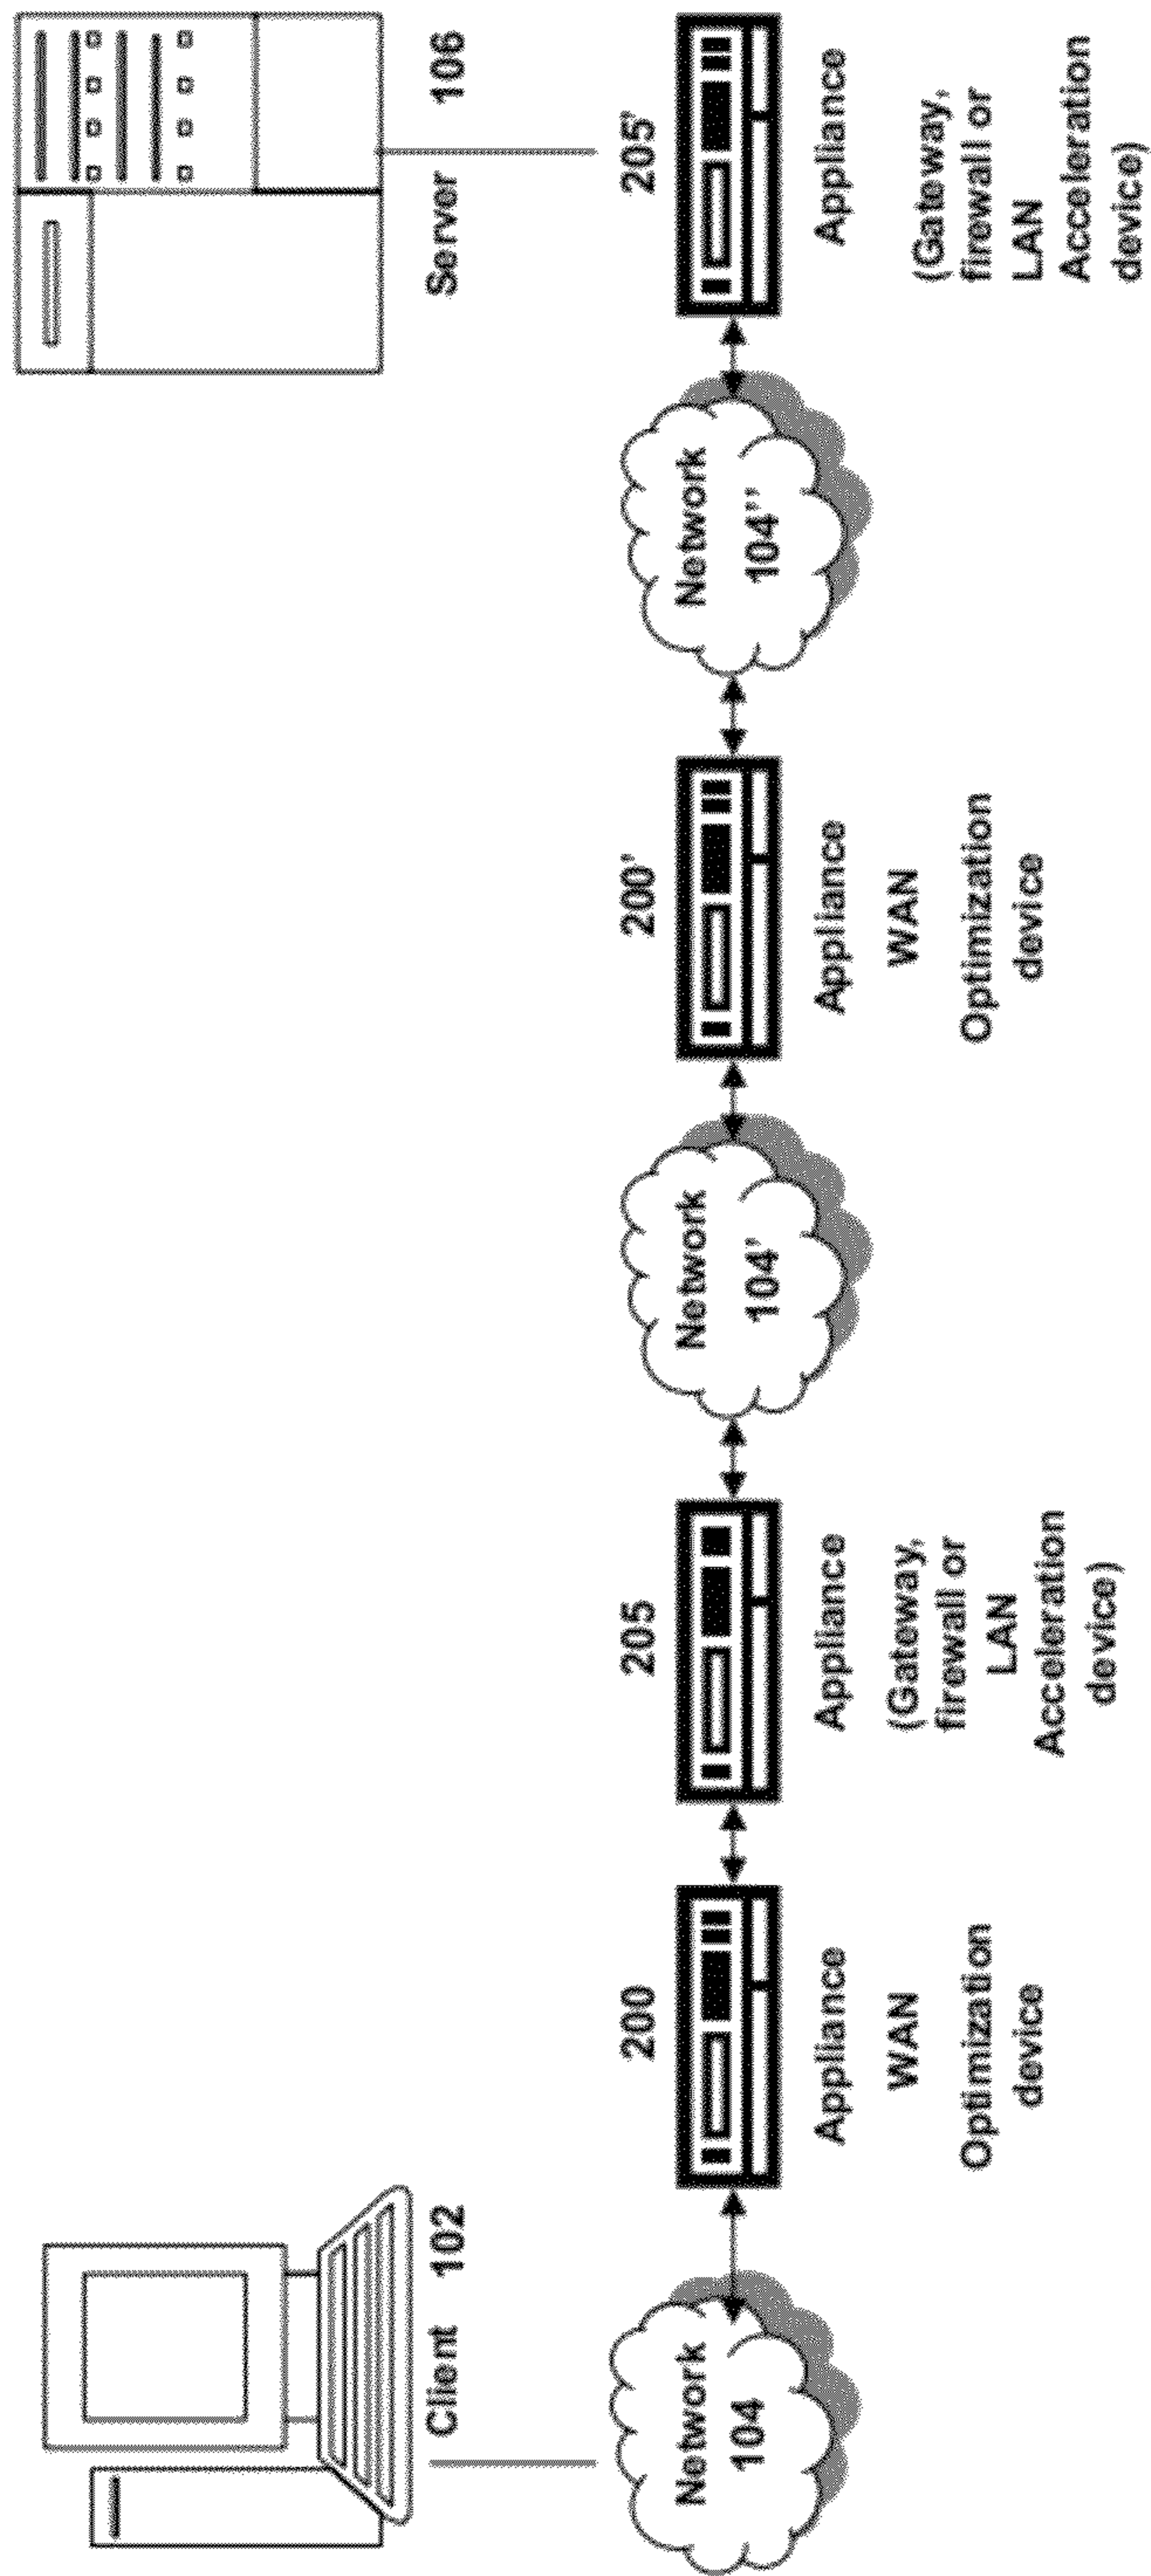 Client 102
Server 106
Network
104
200
Appliance
WAN
Optimization
device
205
Appliance
(Gateway,
firewall or
LAN
Acceleration
device)
Network
104'
200'
Appliance
WAN
Optimization
device
Network
104''
205'
Appliance
(Gateway,
firewall or
LAN
Acceleration
device)